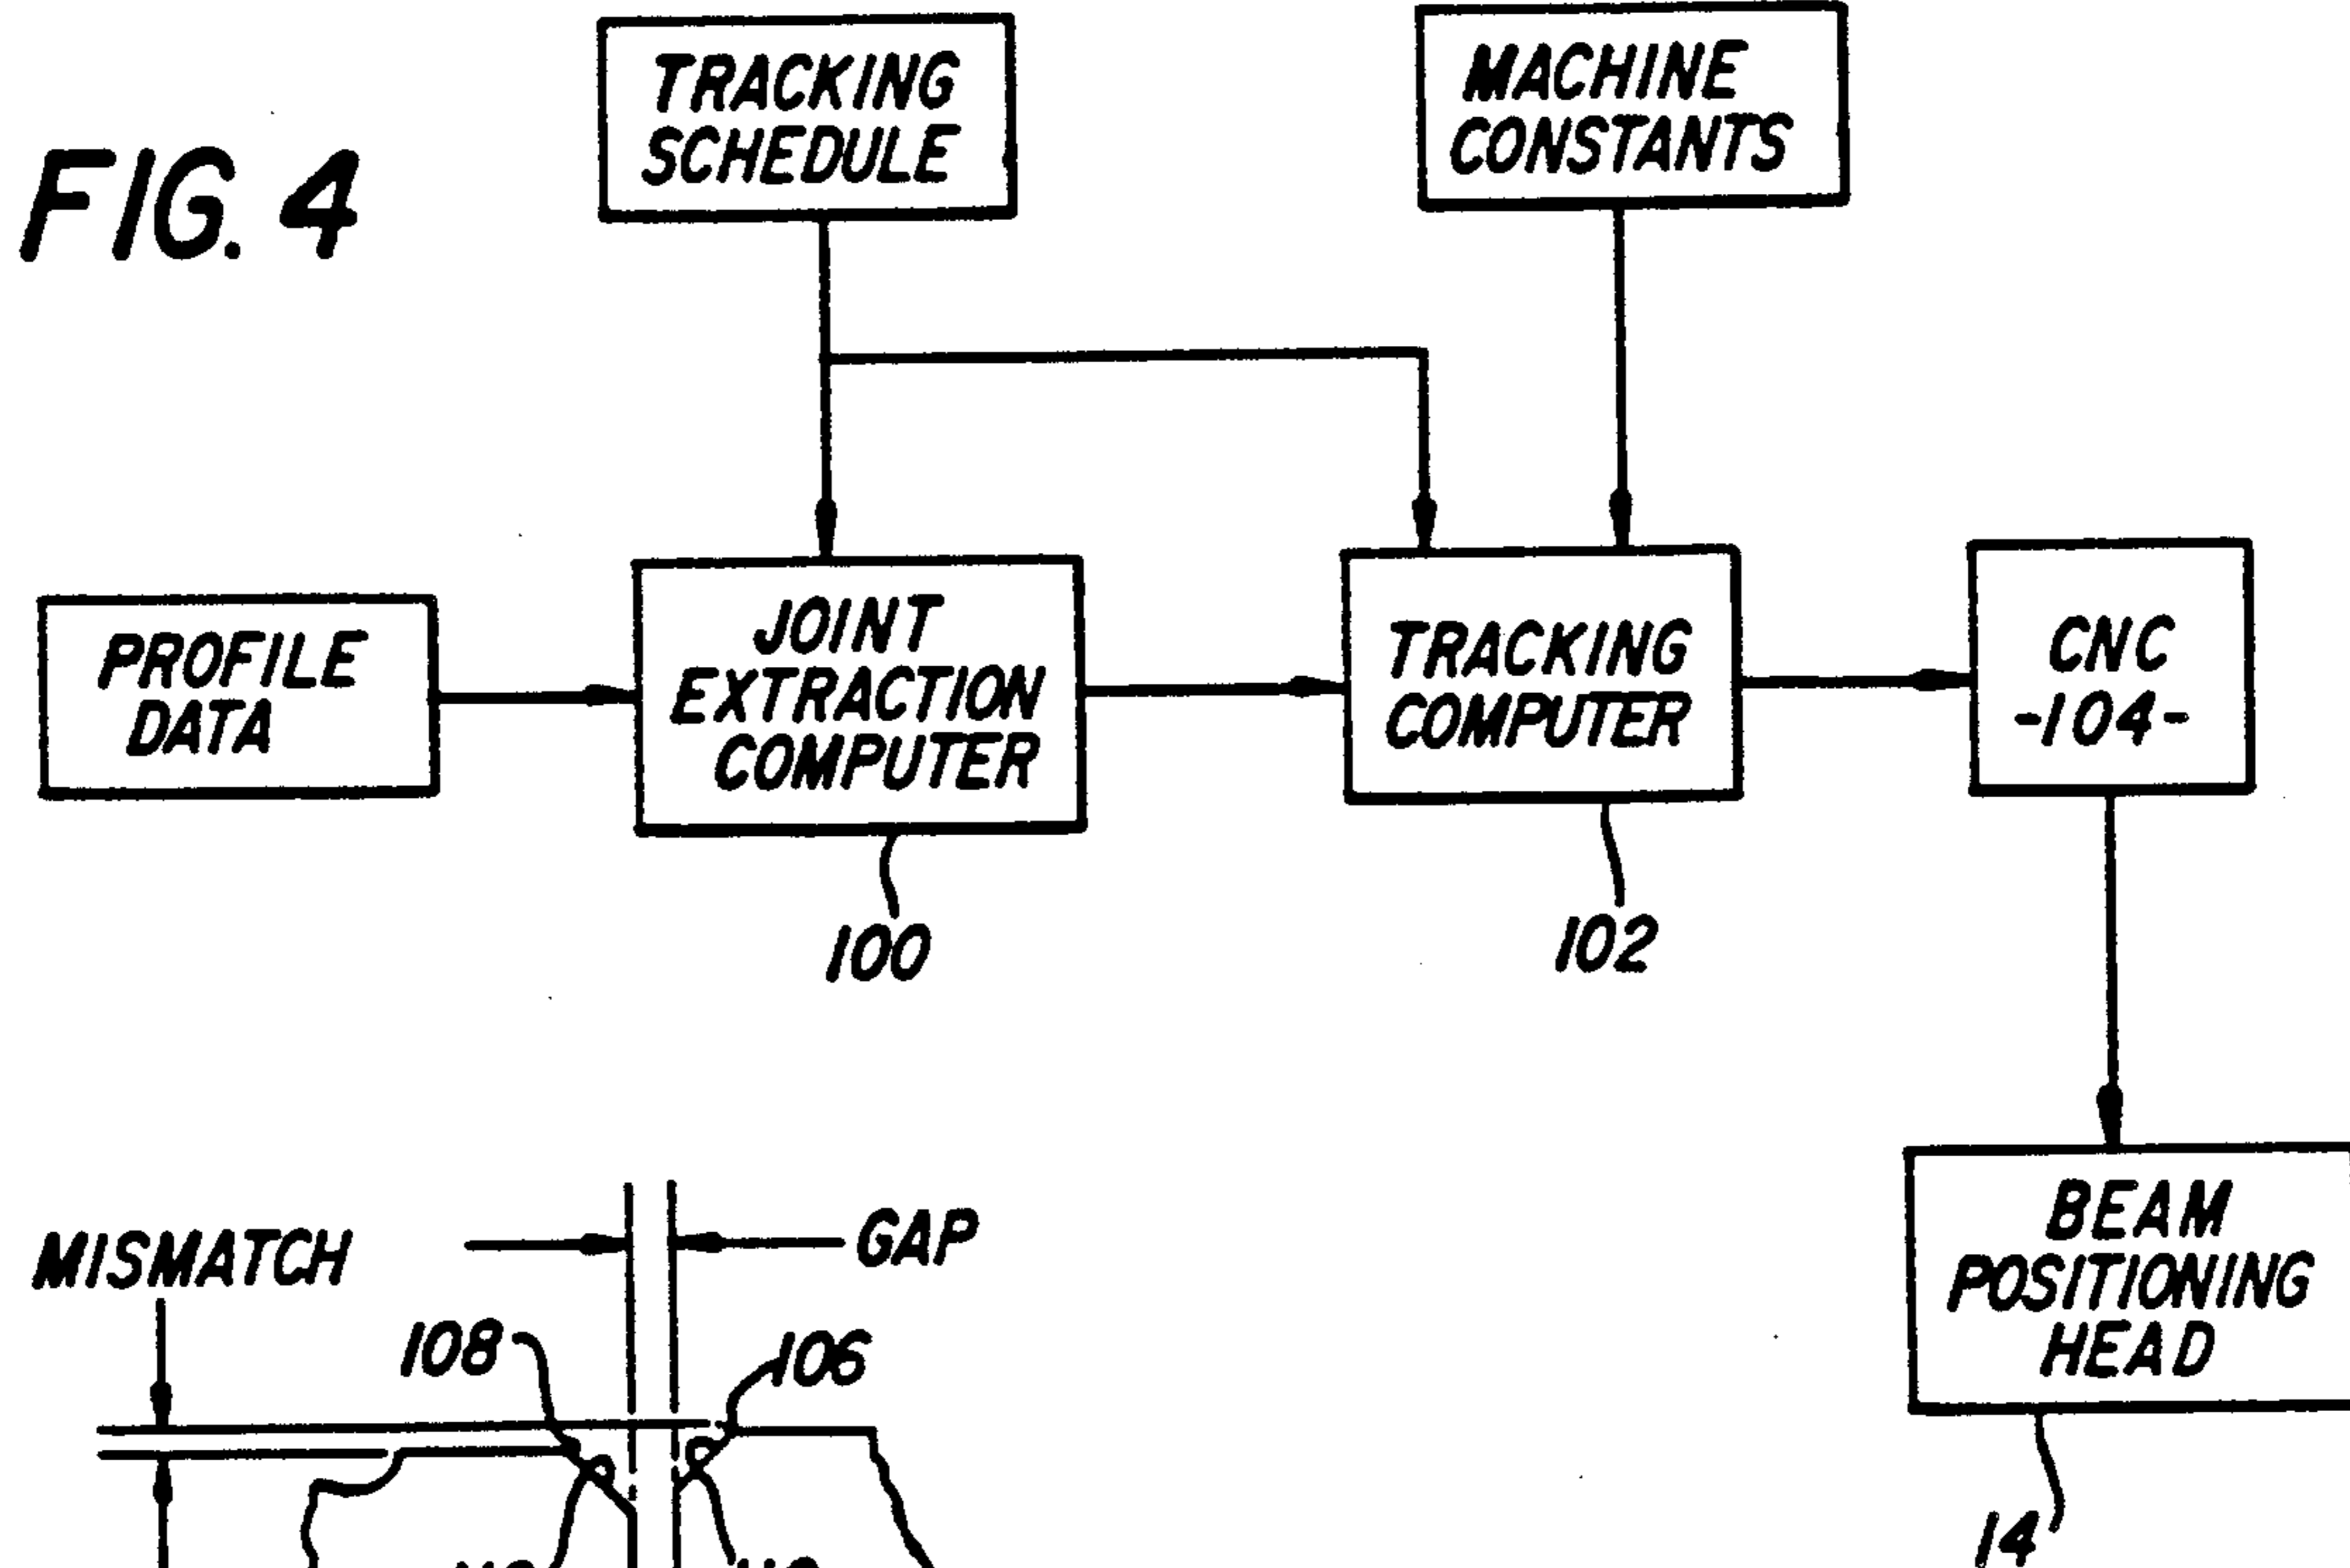 FIG. 4
TRACKING
SCHEDULE
MACHINE
CONSTANTS
PROFILE
DATA
JOINT
EXTRACTION
COMPUTER
TRACKING
COMPUTER
CNC
-104-
100
102
BEAM
POSITIONING
HEAD
14
MISMATCH
GAP
108
106